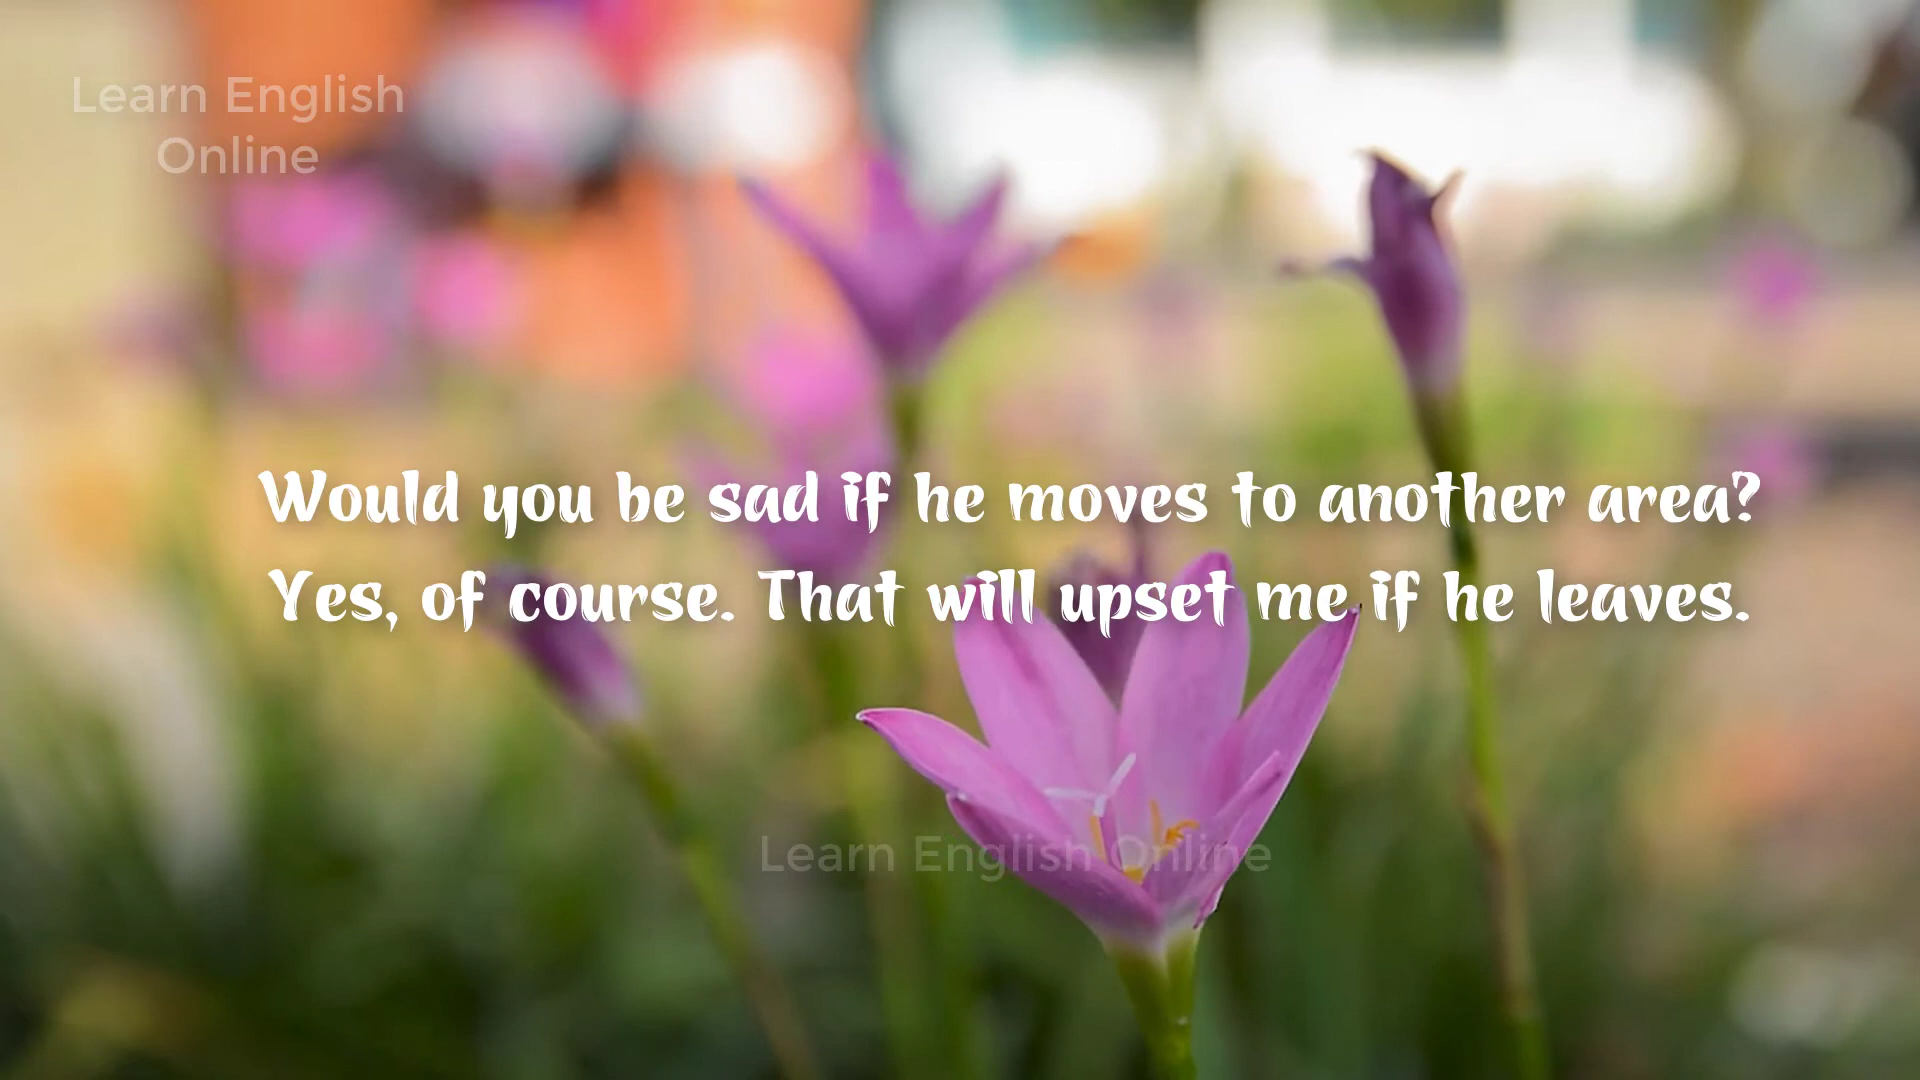 Learn English
Online
Would you be sad if he moves to another area?
Yes, of course. That will upset me if he leaves.
Learn English Online